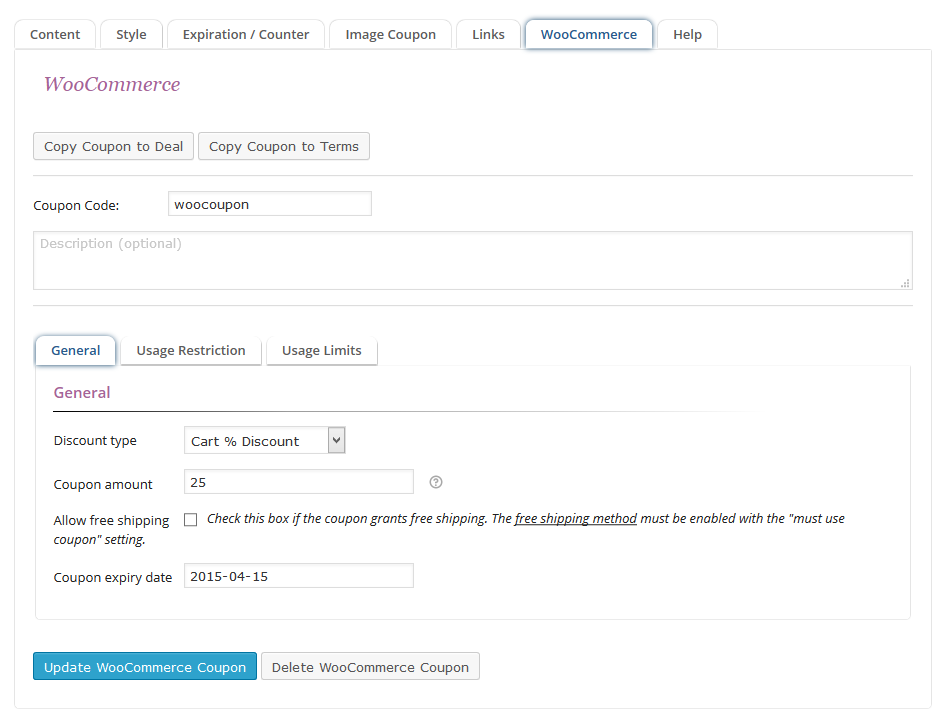 Content Style Expiration / Counter Image Coupon Links WooCommerce Help
WooCommerce
Copy Coupon to Deal Copy Coupon to Terms
Coupon Code: woocoupon
Description (optional)
General Usage Restriction Usage Limits
General
Discount type Cart % Discount
Coupon amount 25 ?
Allow free shipping Check this box if the coupon grants free shipping. The free shipping method must be enabled with the "must use
coupon" setting.
Coupon expiry date 2015-04-15
Update WooCommerce Coupon Delete WooCommerce Coupon